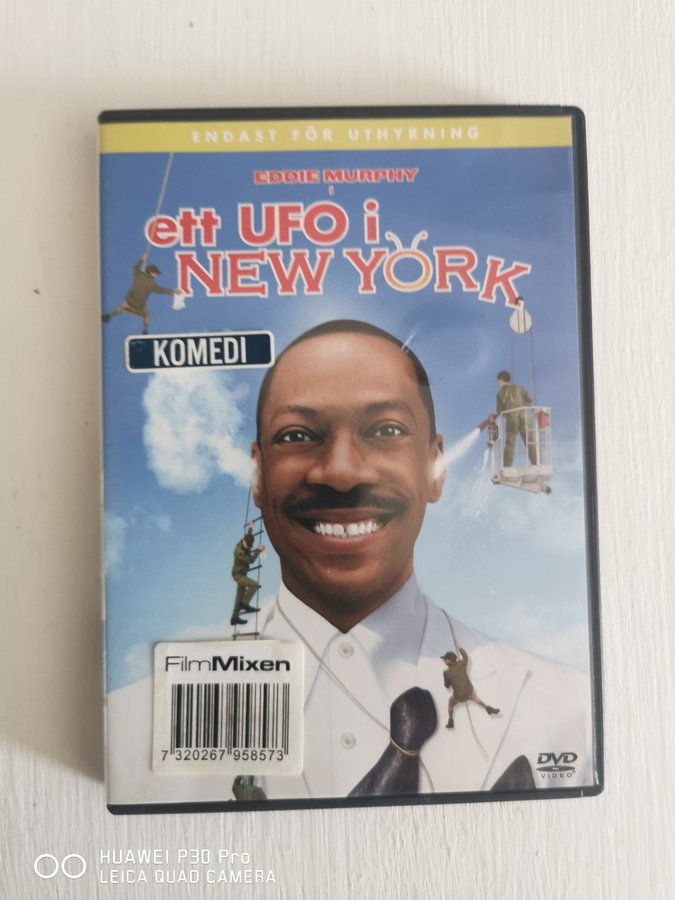 ENDAST FÖR UTHYRNING
EDDIE MURPHY
i
ett UFO i
NEW YORK
KOMEDI
FilmMixen
7 320267 958573
DVD
VIDEO
HUAWEI P30 Pro
LEICA QUAD CAMERA